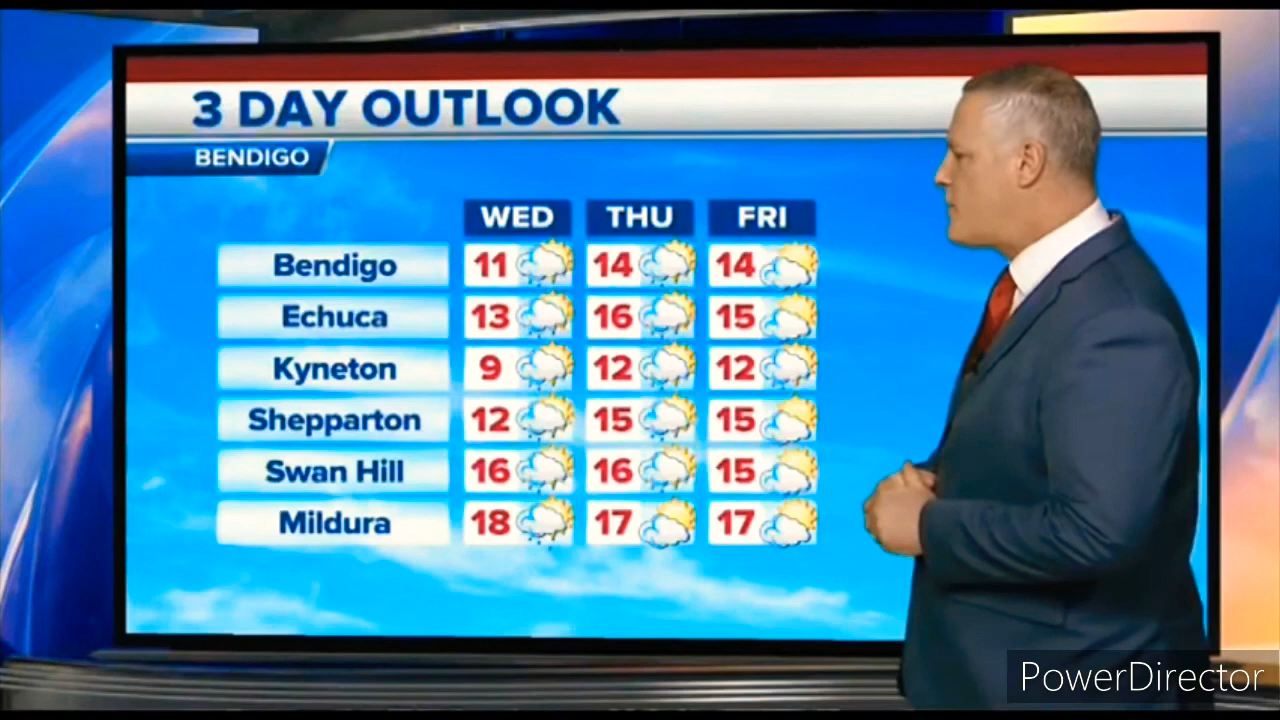 3 DAY OUTLOOK
BENDIGO
WED THU FRI
Bendigo 11 14 14
Echuca 13 16 15
Kyneton 9 12 12
Shepparton 12 15 15
Swan Hill 16 16 15
Mildura 18 17 17
PowerDirector